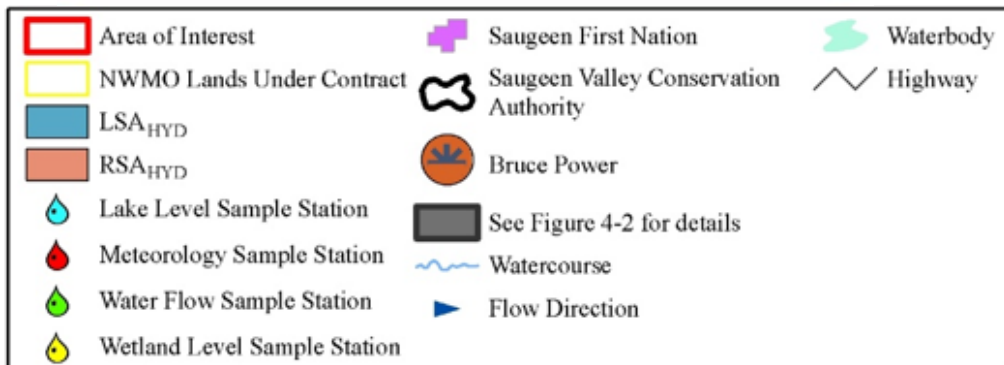 Area of Interest
NWMO Lands Under Contract
LSAHYD
RSAHYD
Lake Level Sample Station
Meteorology Sample Station
Water Flow Sample Station
Wetland Level Sample Station
Saugeen First Nation
Saugeen Valley Conservation
Authority
Bruce Power
See Figure 4-2 for details
Watercourse
Flow Direction
Waterbody
Highway